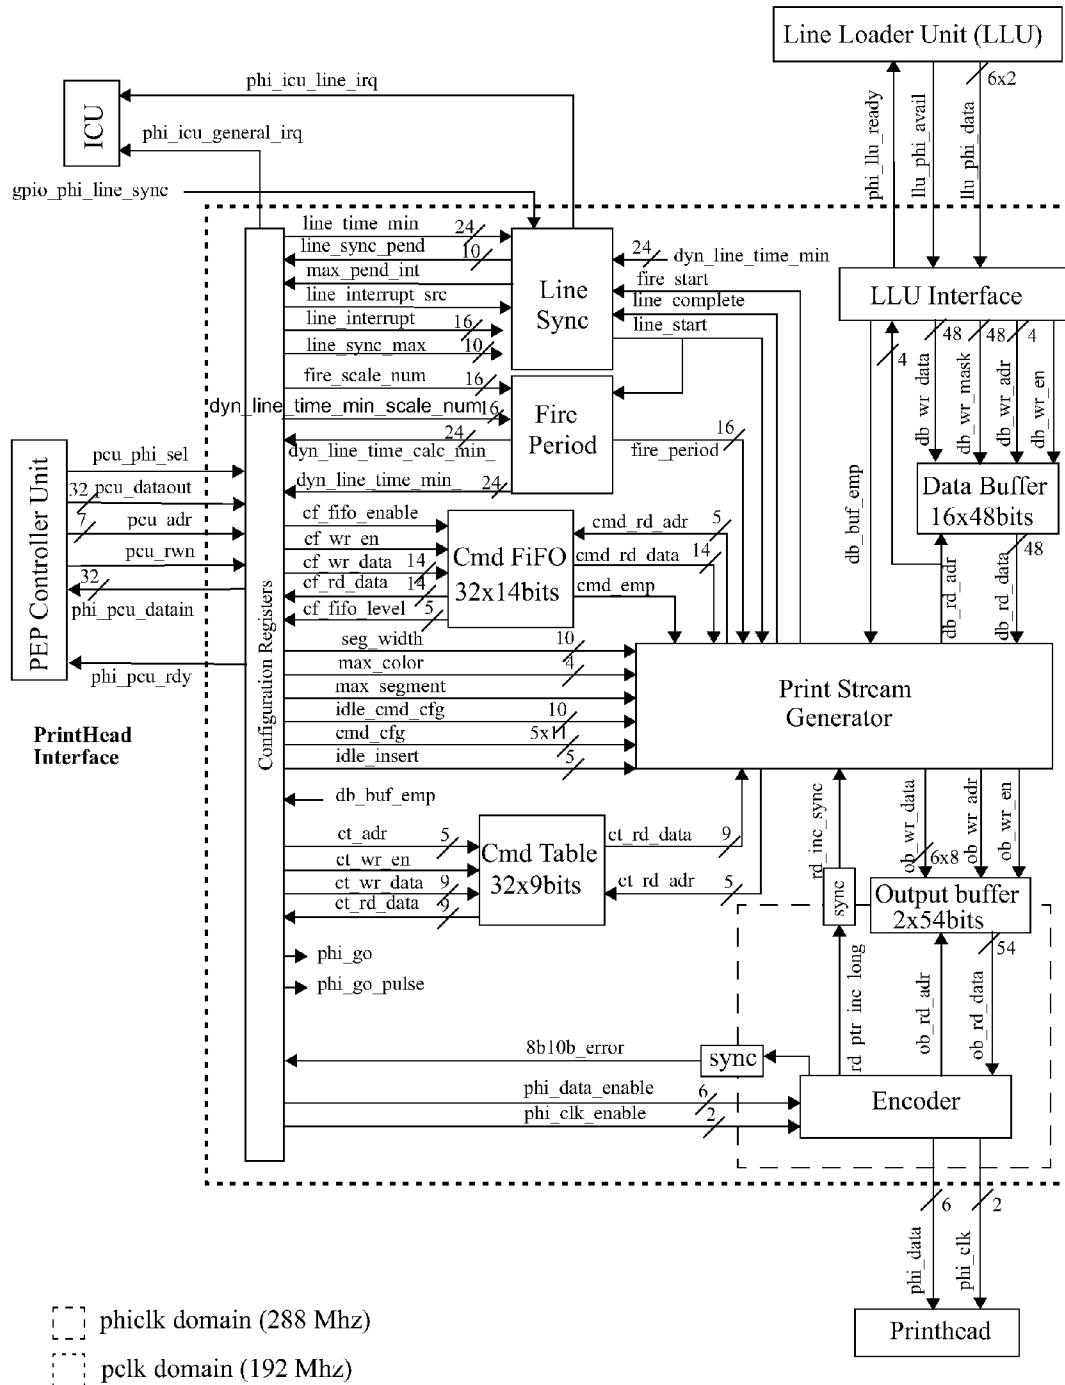 Line Loader Unit (LLU)
6x2
phi_llu_ready
llu_phi_avail
llu_phi_data
ICU
phi_icu_line_irq
phi_icu_general_irq
gpio_phi_line_sync
line_time_min
24
line_sync_pend
10
max_pend_int
line_interrupt_src
line_interrupt
16
line_sync_max
10
Line
Sync
24
dyn_line_time_min
fire_start
line_complete
line_start
LLU Interface
4
48
48
4
db_wr_data
db_wr_mask
db_wr_adr
db_wr_en
fire_scale_num
16
dyn_line_time_min_scale_num
16
24
dyn_line_time_calc_min_
dyn_line_time_min_
24
Fire
Period
16
fire_period
PEP Controller Unit
pcu_phi_sel
32
pcu_dataout
7
pcu_adr
pcu_rwn
32
phi_pcu_datain
phi_pcu_rdy
PrintHead
Interface
Configuration Registers
Data Buffer
16x48bits
db_buf_emp
db_rd_adr
48
db_rd_data
cf_fifo_enable
cf_wr_en
cf_wr_data
14
cf_rd_data
14
cf_fifo_level
5
Cmd FiFO
32x14bits
cmd_rd_adr
5
cmd_rd_data
14
cmd_emp
seg_width
10
max_color
4
max_segment
idle_cmd_cfg
10
cmd_cfg
5x11
idle_insert
5
Print Stream
Generator
db_buf_emp
ct_adr
5
ct_wr_en
ct_wr_data
9
ct_rd_data
9
Cmd Table
32x9bits
ct_rd_data
9
ct_rd_adr
5
rd_inc_sync
ob_wr_data
6x8
ob_wr_adr
ob_wr_en
sync
Output buffer
2x54bits
54
phi_go
phi_go_pulse
rd_ptr_inc_long
ob_rd_adr
ob_rd_data
8b10b_error
sync
phi_data_enable
6
phi_clk_enable
2
Encoder
6
2
phi_data
phi_clk
Printhead
phiclk domain (288 Mhz)
pclk domain (192 Mhz)